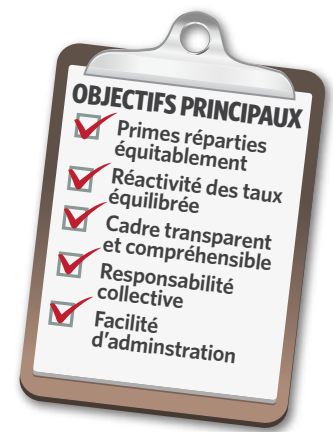 OBJECTIFS PRINCIPAUX
Primes réparties
équitablement
Réactivité des taux
équilibrée
Cadre transparent
et compréhensible
Responsabilité
collective
Facilité
d'adminstration